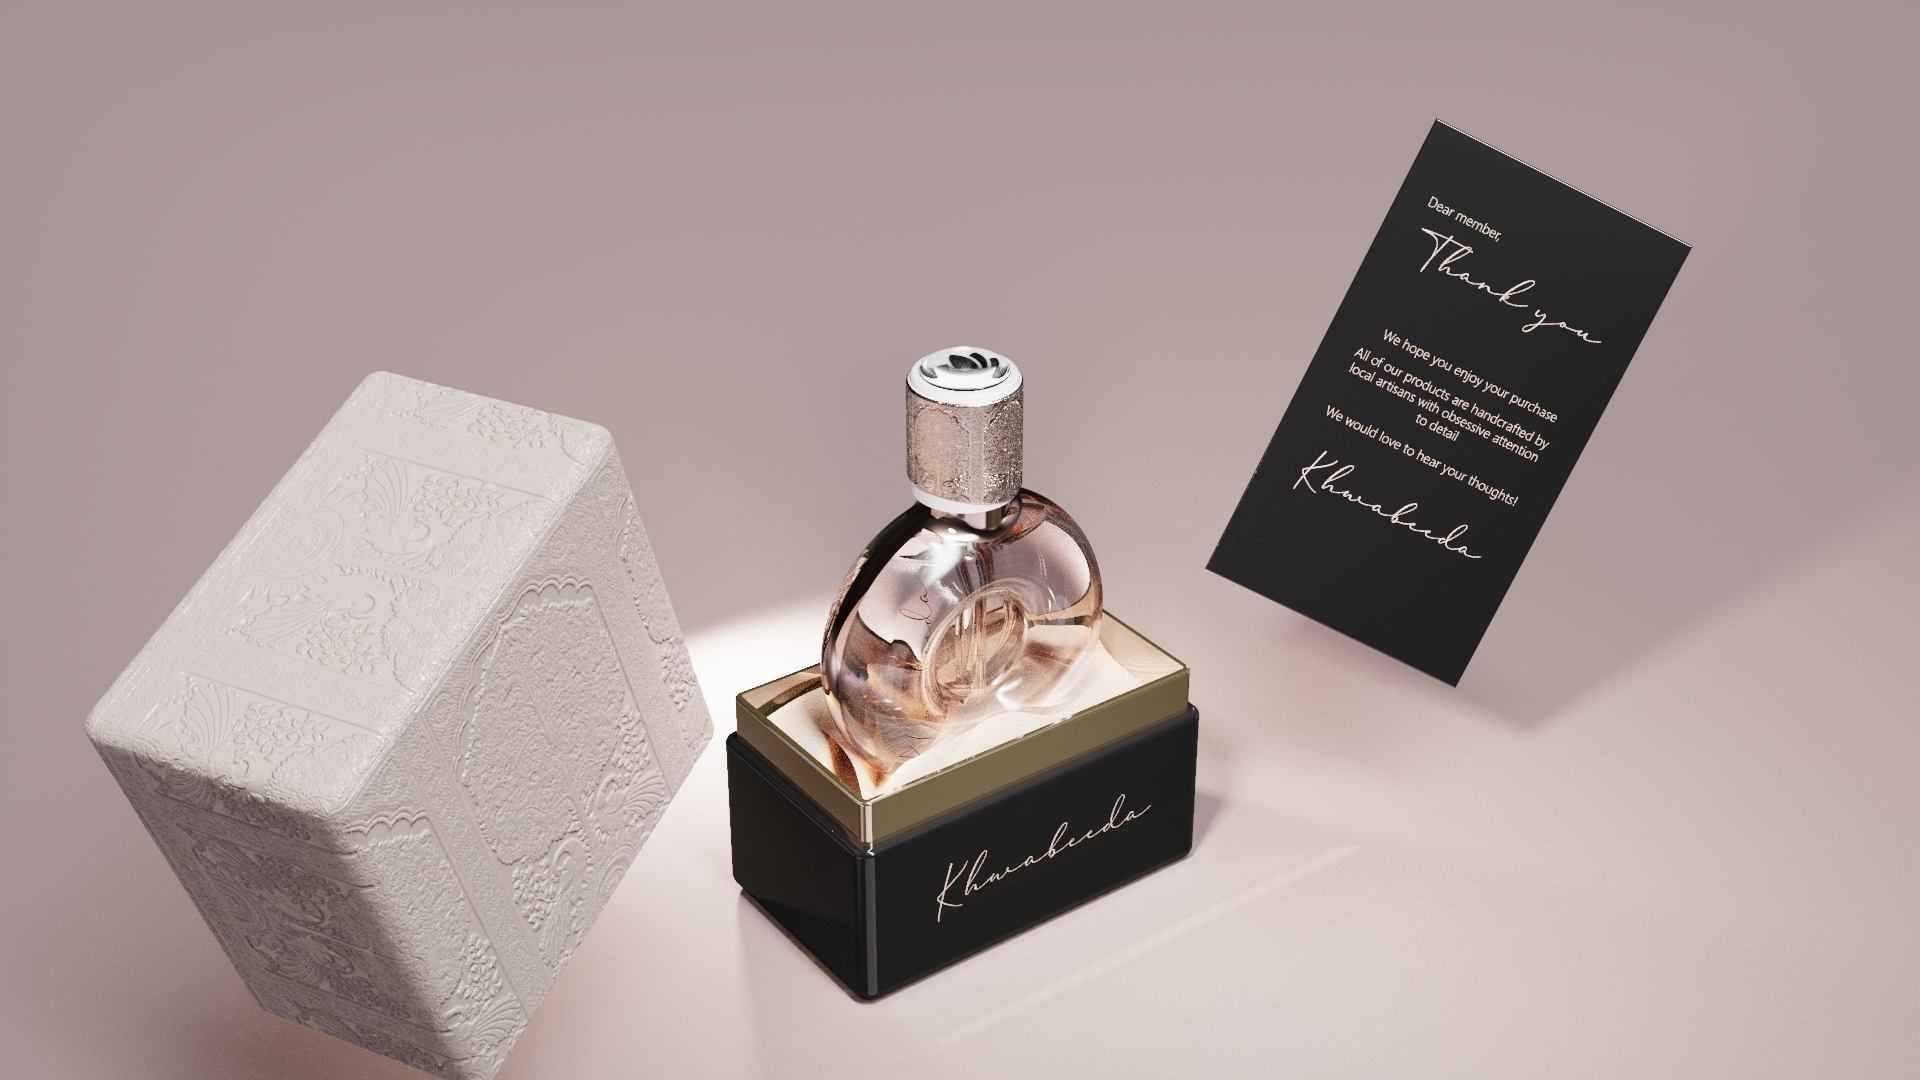 Dear member,
Thank you
We hope you enjoy your purchase
All of our products are handcrafted by
local artisans with obsessive attention
to detail
We would love to hear your thoughts!
Khwabeeda
Khwabeeda